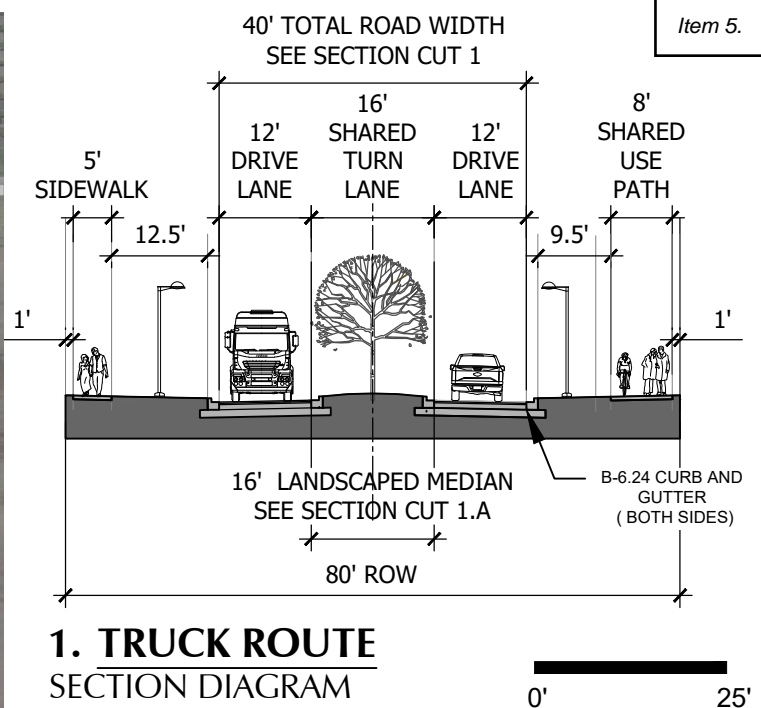 Item 5.
40' TOTAL ROAD WIDTH
SEE SECTION CUT 1
5'
SIDEWALK
12'
DRIVE
LANE
16'
SHARED
TURN
LANE
12'
DRIVE
LANE
8'
SHARED
USE
PATH
12.5'
9.5'
1'
1'
16' LANDSCAPED MEDIAN
SEE SECTION CUT 1.A
B-6.24 CURB AND
GUTTER
( BOTH SIDES)
80' ROW
1. TRUCK ROUTE
SECTION DIAGRAM
0'
25'